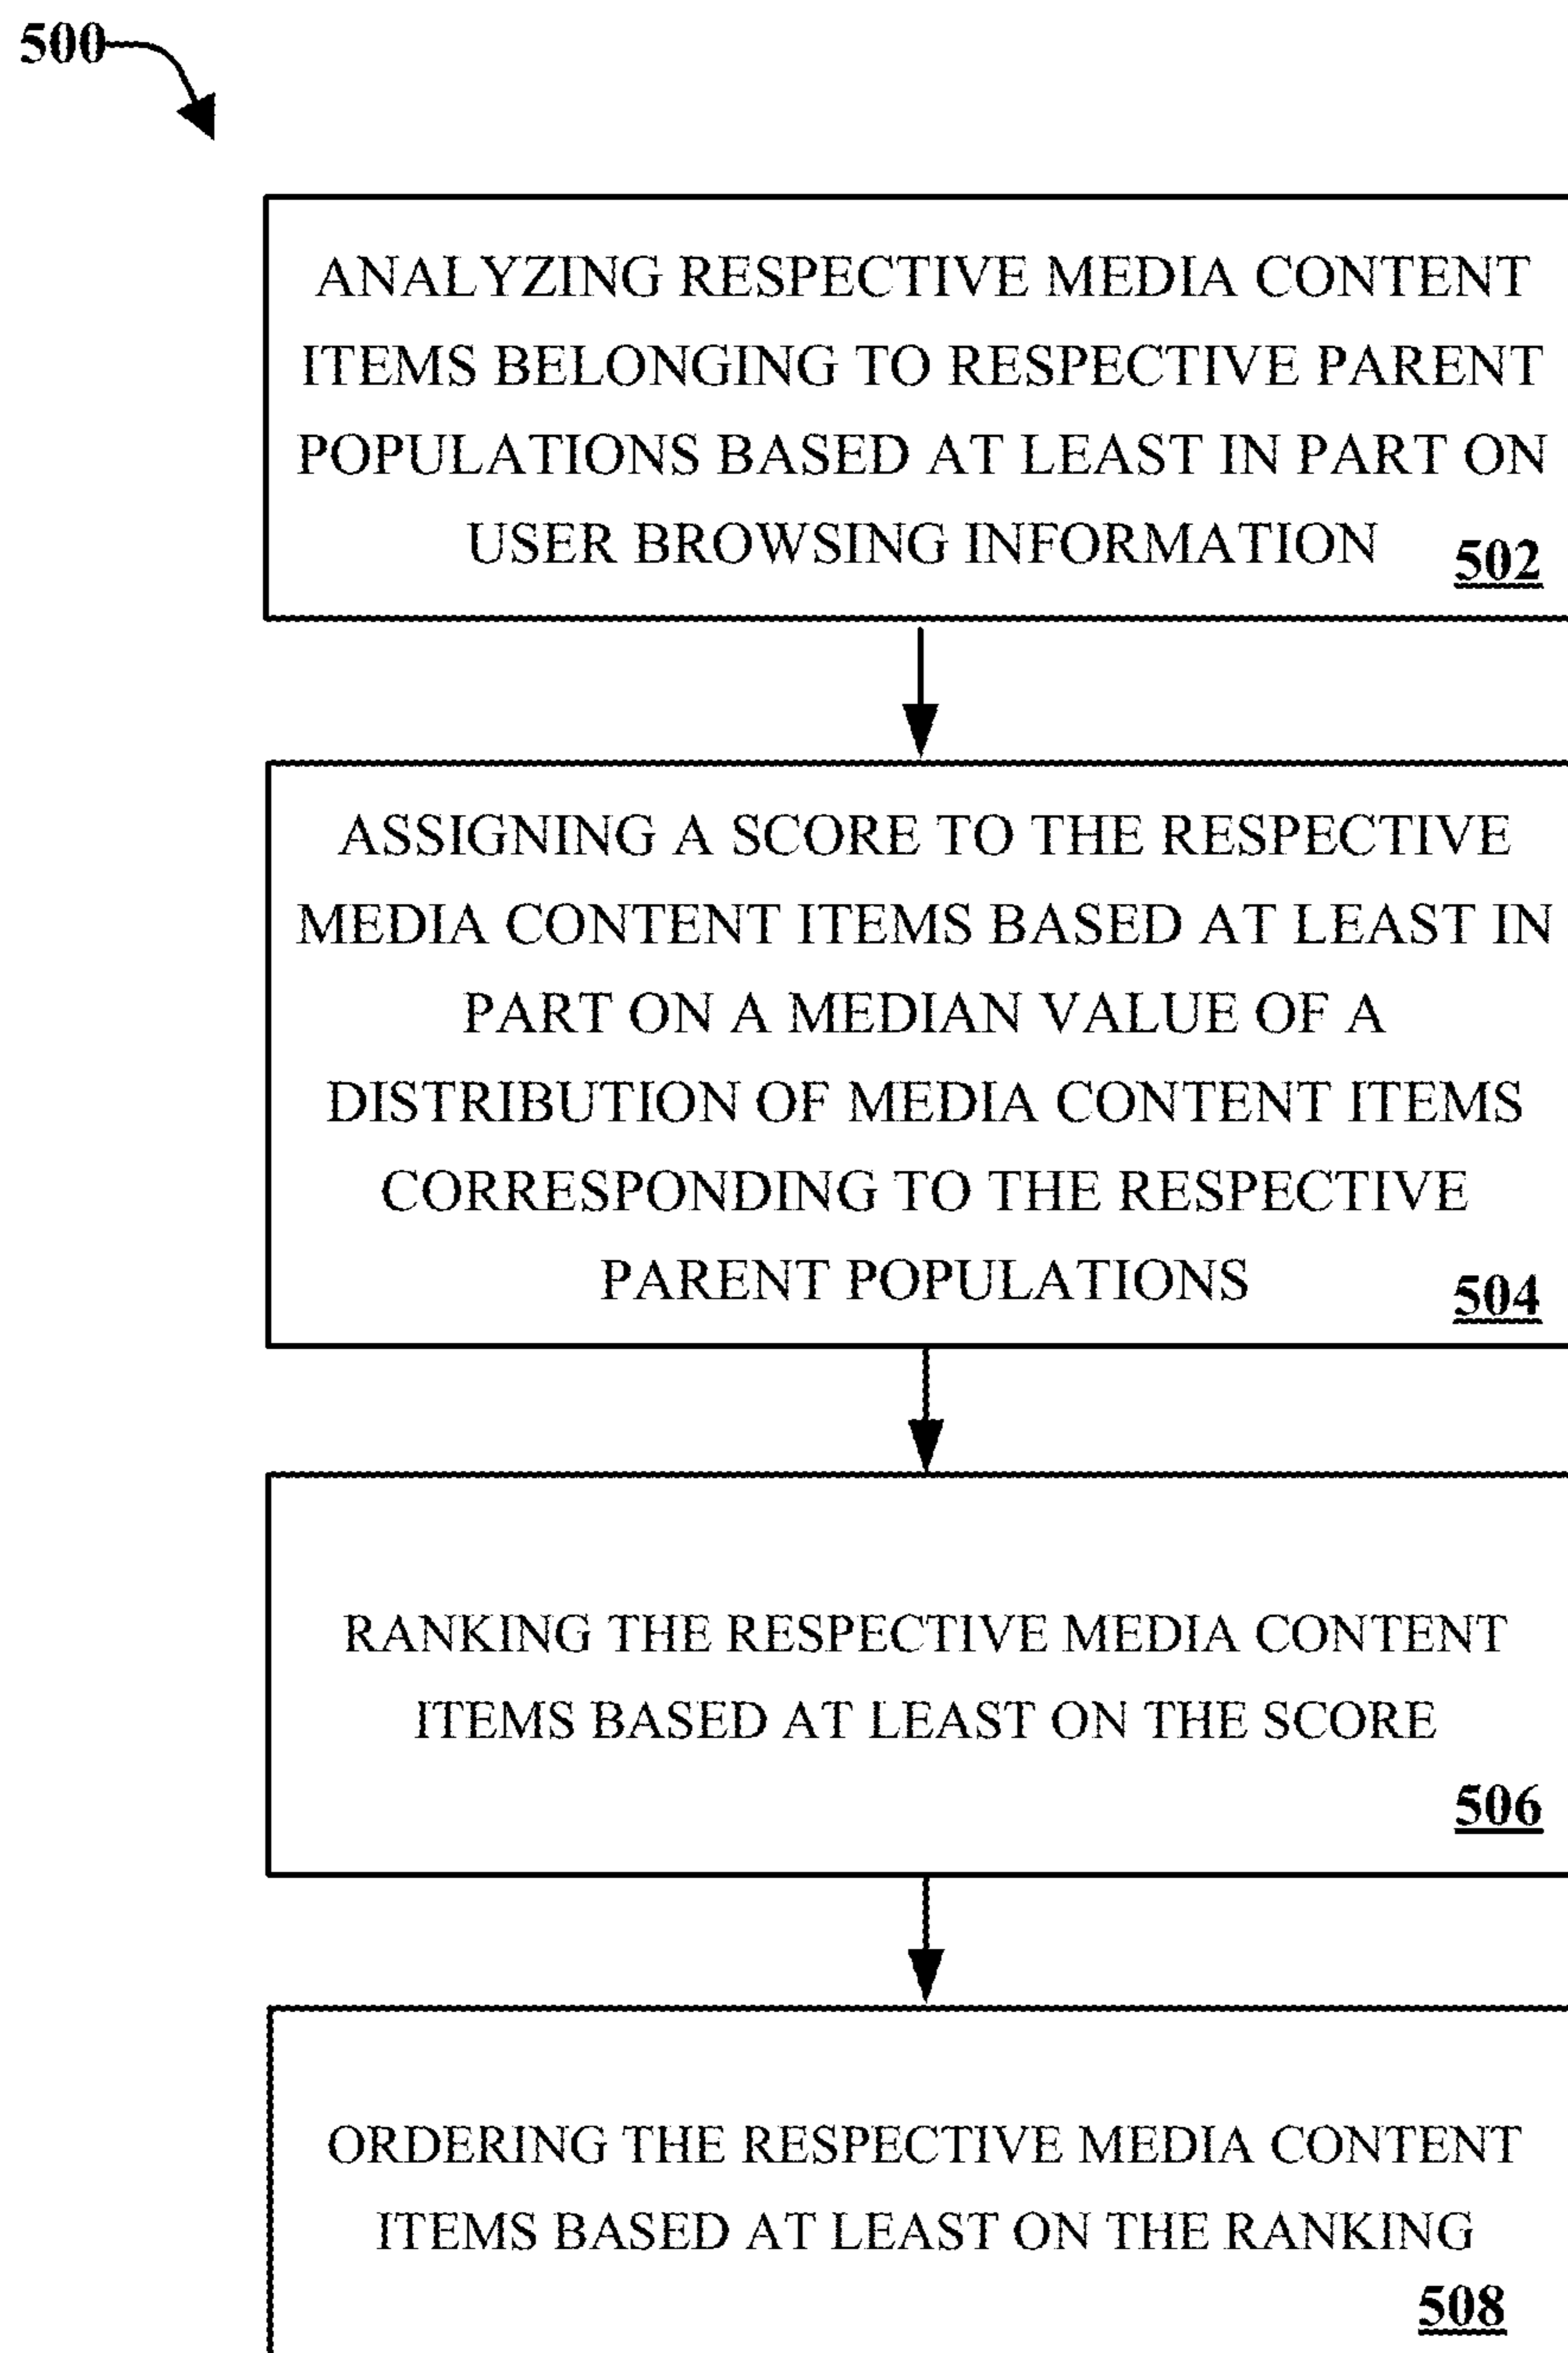 500
ANALYZING RESPECTIVE MEDIA CONTENT
ITEMS BELONGING TO RESPECTIVE PARENT
POPULATIONS BASED AT LEAST IN PART ON
USER BROWSING INFORMATION
502
ASSIGNING A SCORE TO THE RESPECTIVE
MEDIA CONTENT ITEMS BASED AT LEAST IN
PART ON A MEDIAN VALUE OF A
DISTRIBUTION OF MEDIA CONTENT ITEMS
CORRESPONDING TO THE RESPECTIVE
PARENT POPULATIONS
504
RANKING THE RESPECTIVE MEDIA CONTENT
ITEMS BASED AT LEAST ON THE SCORE
506
ORDERING THE RESPECTIVE MEDIA CONTENT
ITEMS BASED AT LEAST ON THE RANKING
508